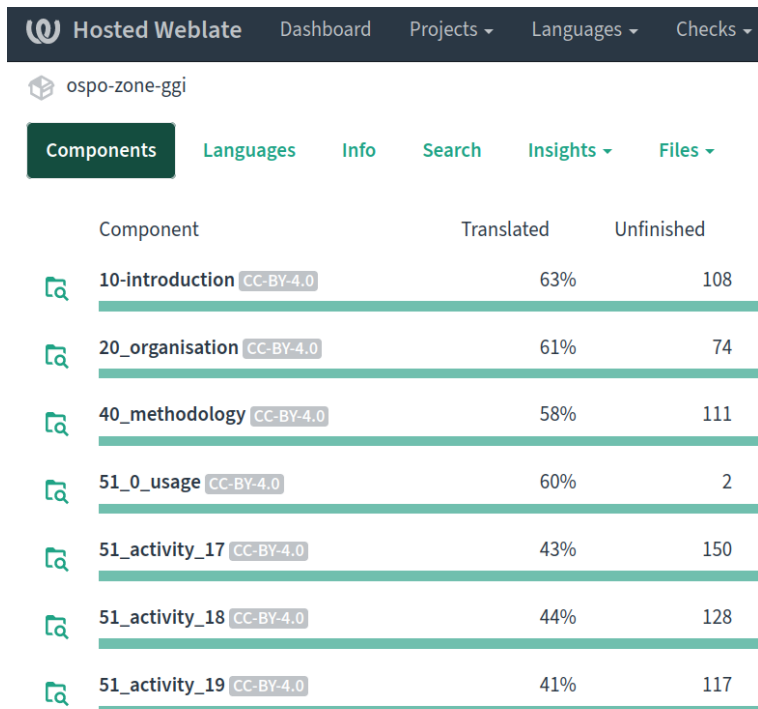 Hosted Weblate Dashboard Projects Languages Checks
ospo-zone-ggi
Components Languages Info Search Insights Files
Component Translated Unfinished
10-introduction CC-BY-4.0 63% 108
20_organisation CC-BY-4.0 61% 74
40_methodology CC-BY-4.0 58% 111
51_0_usage CC-BY-4.0 60% 2
51_activity_17 CC-BY-4.0 43% 150
51_activity_18 CC-BY-4.0 44% 128
51_activity_19 CC-BY-4.0 41% 117